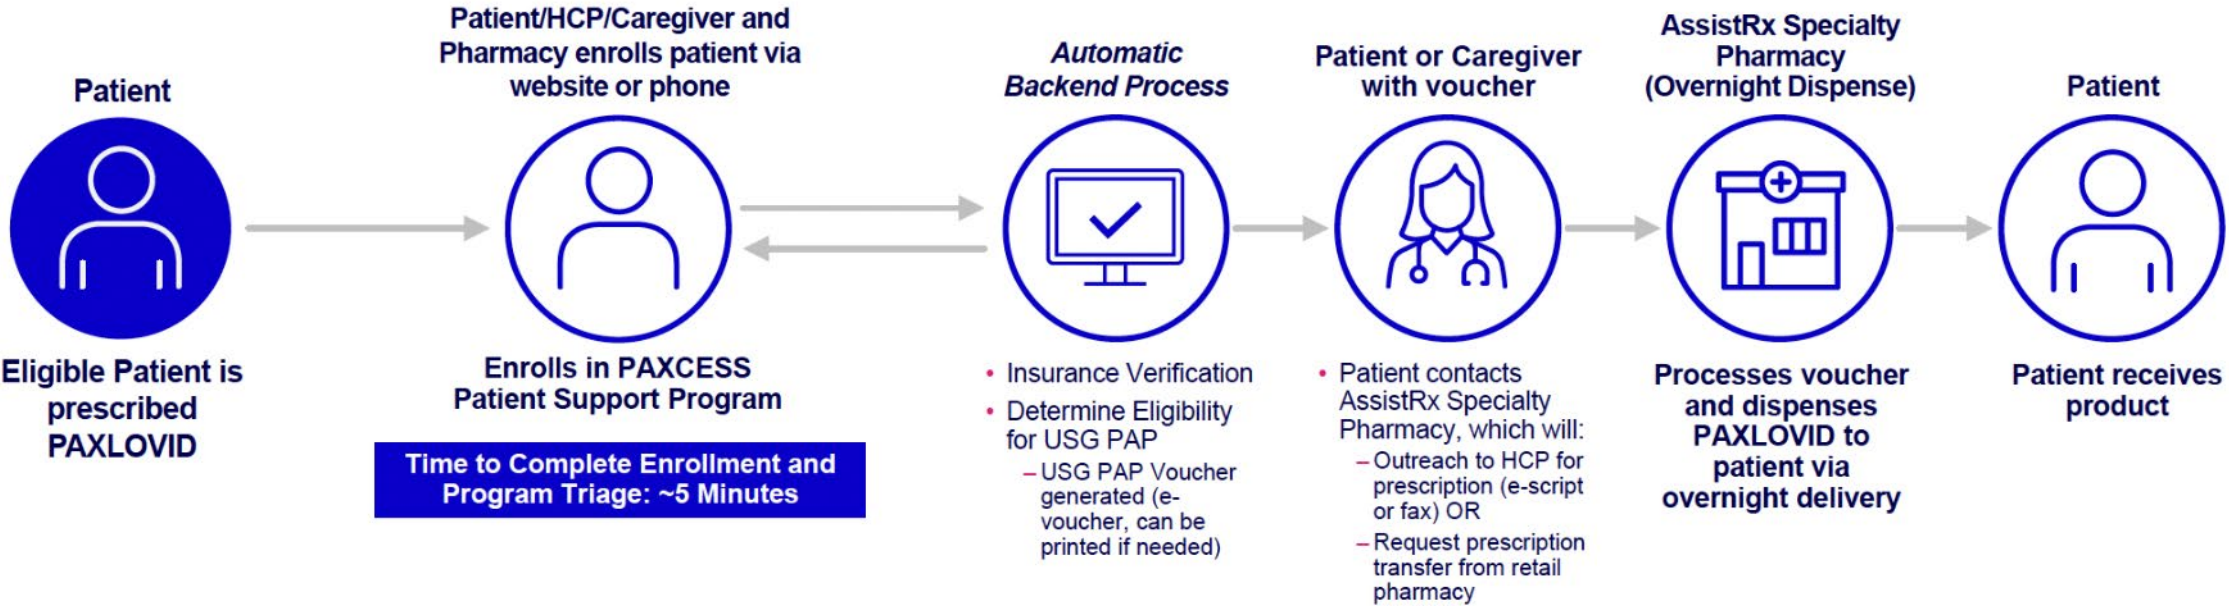 Patient
Eligible Patient is
prescribed
PAXLOVID
Patient/HCP/Caregiver and
Pharmacy enrolls patient via
website or phone
Enrolls in PAXCESS
Patient Support Program
Time to Complete Enrollment and
Program Triage: ~5 Minutes
Automatic
Backend Process
• Insurance Verification
• Determine Eligibility
for USG PAP
– USG PAP Voucher
generated (e-
voucher, can be
printed if needed)
Patient or Caregiver
with voucher
• Patient contacts
AssistRx Specialty
Pharmacy, which will:
– Outreach to HCP for
prescription (e-script
or fax) OR
– Request prescription
transfer from retail
pharmacy
AssistRx Specialty
Pharmacy
(Overnight Dispense)
Processes voucher
and dispenses
PAXLOVID to
patient via
overnight delivery
Patient
Patient receives
product